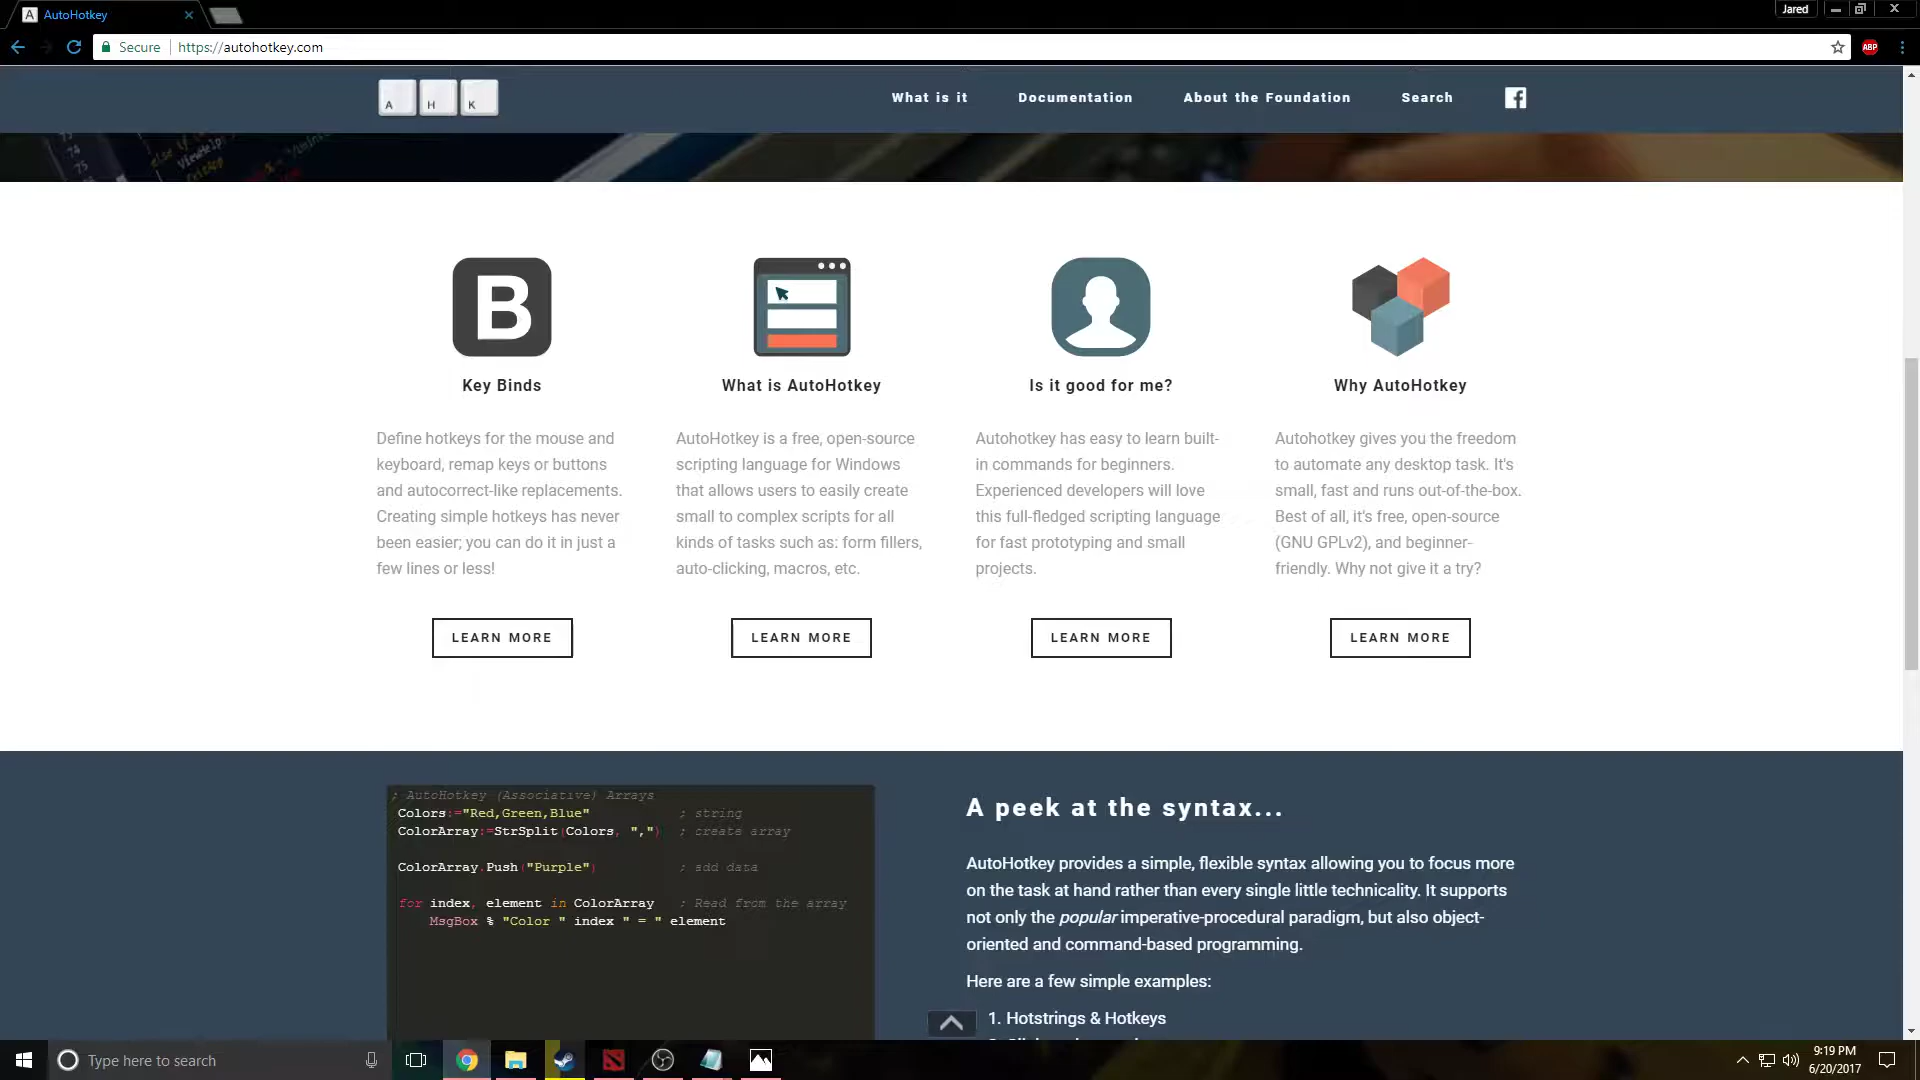 AutoHotkey
Jared
Secure
https://autohotkey.com
ABP
A H K
What is it
Documentation
About the Foundation
Search
B
Key Binds
Define hotkeys for the mouse and
keyboard, remap keys or buttons
and autocorrect-like replacements.
Creating simple hotkeys has never
been easier; you can do it in just a
few lines or less!
LEARN MORE
What is AutoHotkey
AutoHotkey is a free, open-source
scripting language for Windows
that allows users to easily create
small to complex scripts for all
kinds of tasks such as: form fillers,
auto-clicking, macros, etc.
LEARN MORE
Is it good for me?
Autohotkey has easy to learn built-
in commands for beginners.
Experienced developers will love
this full-fledged scripting language
for fast prototyping and small
projects.
LEARN MORE
Why AutoHotkey
Autohotkey gives you the freedom
to automate any desktop task. It's
small, fast and runs out-of-the-box.
Best of all, it's free, open-source
(GNU GPLv2), and beginner-
friendly. Why not give it a try?
LEARN MORE
; AutoHotkey (Associative) Arrays
Colors:="Red,Green,Blue" ; string
ColorArray:=StrSplit(Colors, ",") ; create array
ColorArray.Push("Purple") ; add data
for index, element in ColorArray ; Read from the array
MsgBox % "Color " index " = " element
A peek at the syntax...
AutoHotkey provides a simple, flexible syntax allowing you to focus more
on the task at hand rather than every single little technicality. It supports
not only the popular imperative-procedural paradigm, but also object-
oriented and command-based programming.
Here are a few simple examples:
1. Hotstrings & Hotkeys
Type here to search
9:19 PM
6/20/2017